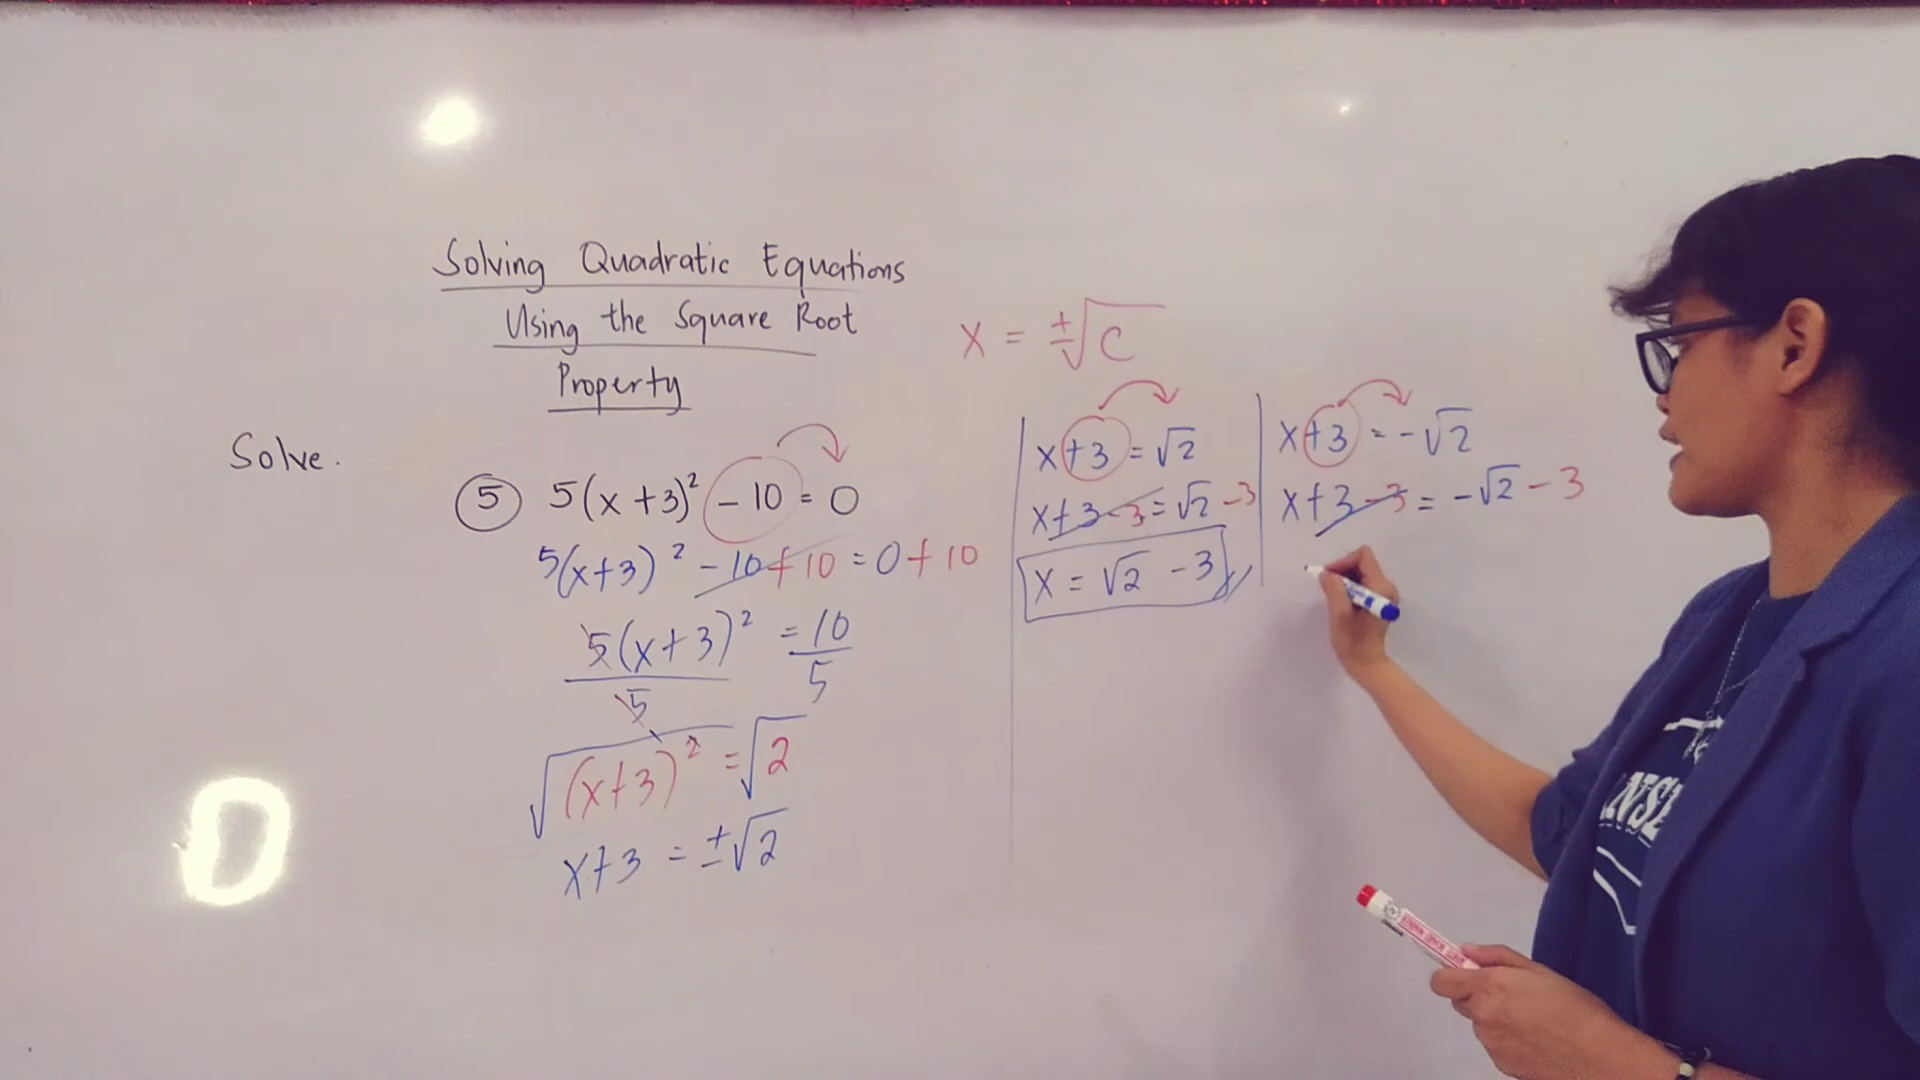 Solving Quadratic Equations
Using the Square Root
Property
X = ±√C
Solve.
⑤ 5(x+3)² - 10 = 0
5(x+3)² - 10 + 10 = 0 + 10
5(x+3)² = 10
5 5
√(x+3)² = √2
x+3 = ±√2
x+3 = √2
x+3-3 = √2-3
x = √2 - 3
x+3 = -√2
x+3-3 = -√2-3